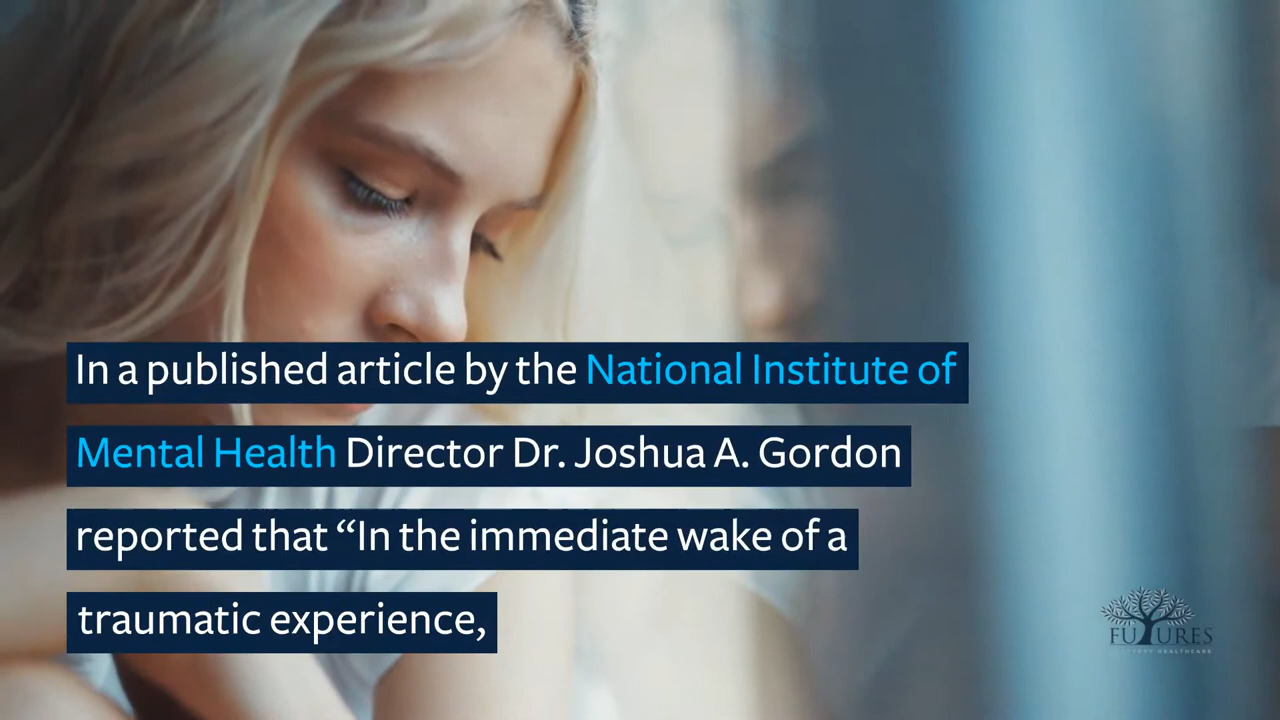 In a published article by the National Institute of
Mental Health Director Dr. Joshua A. Gordon
reported that “In the immediate wake of a
traumatic experience,
FUTURES
HEALTHCARE